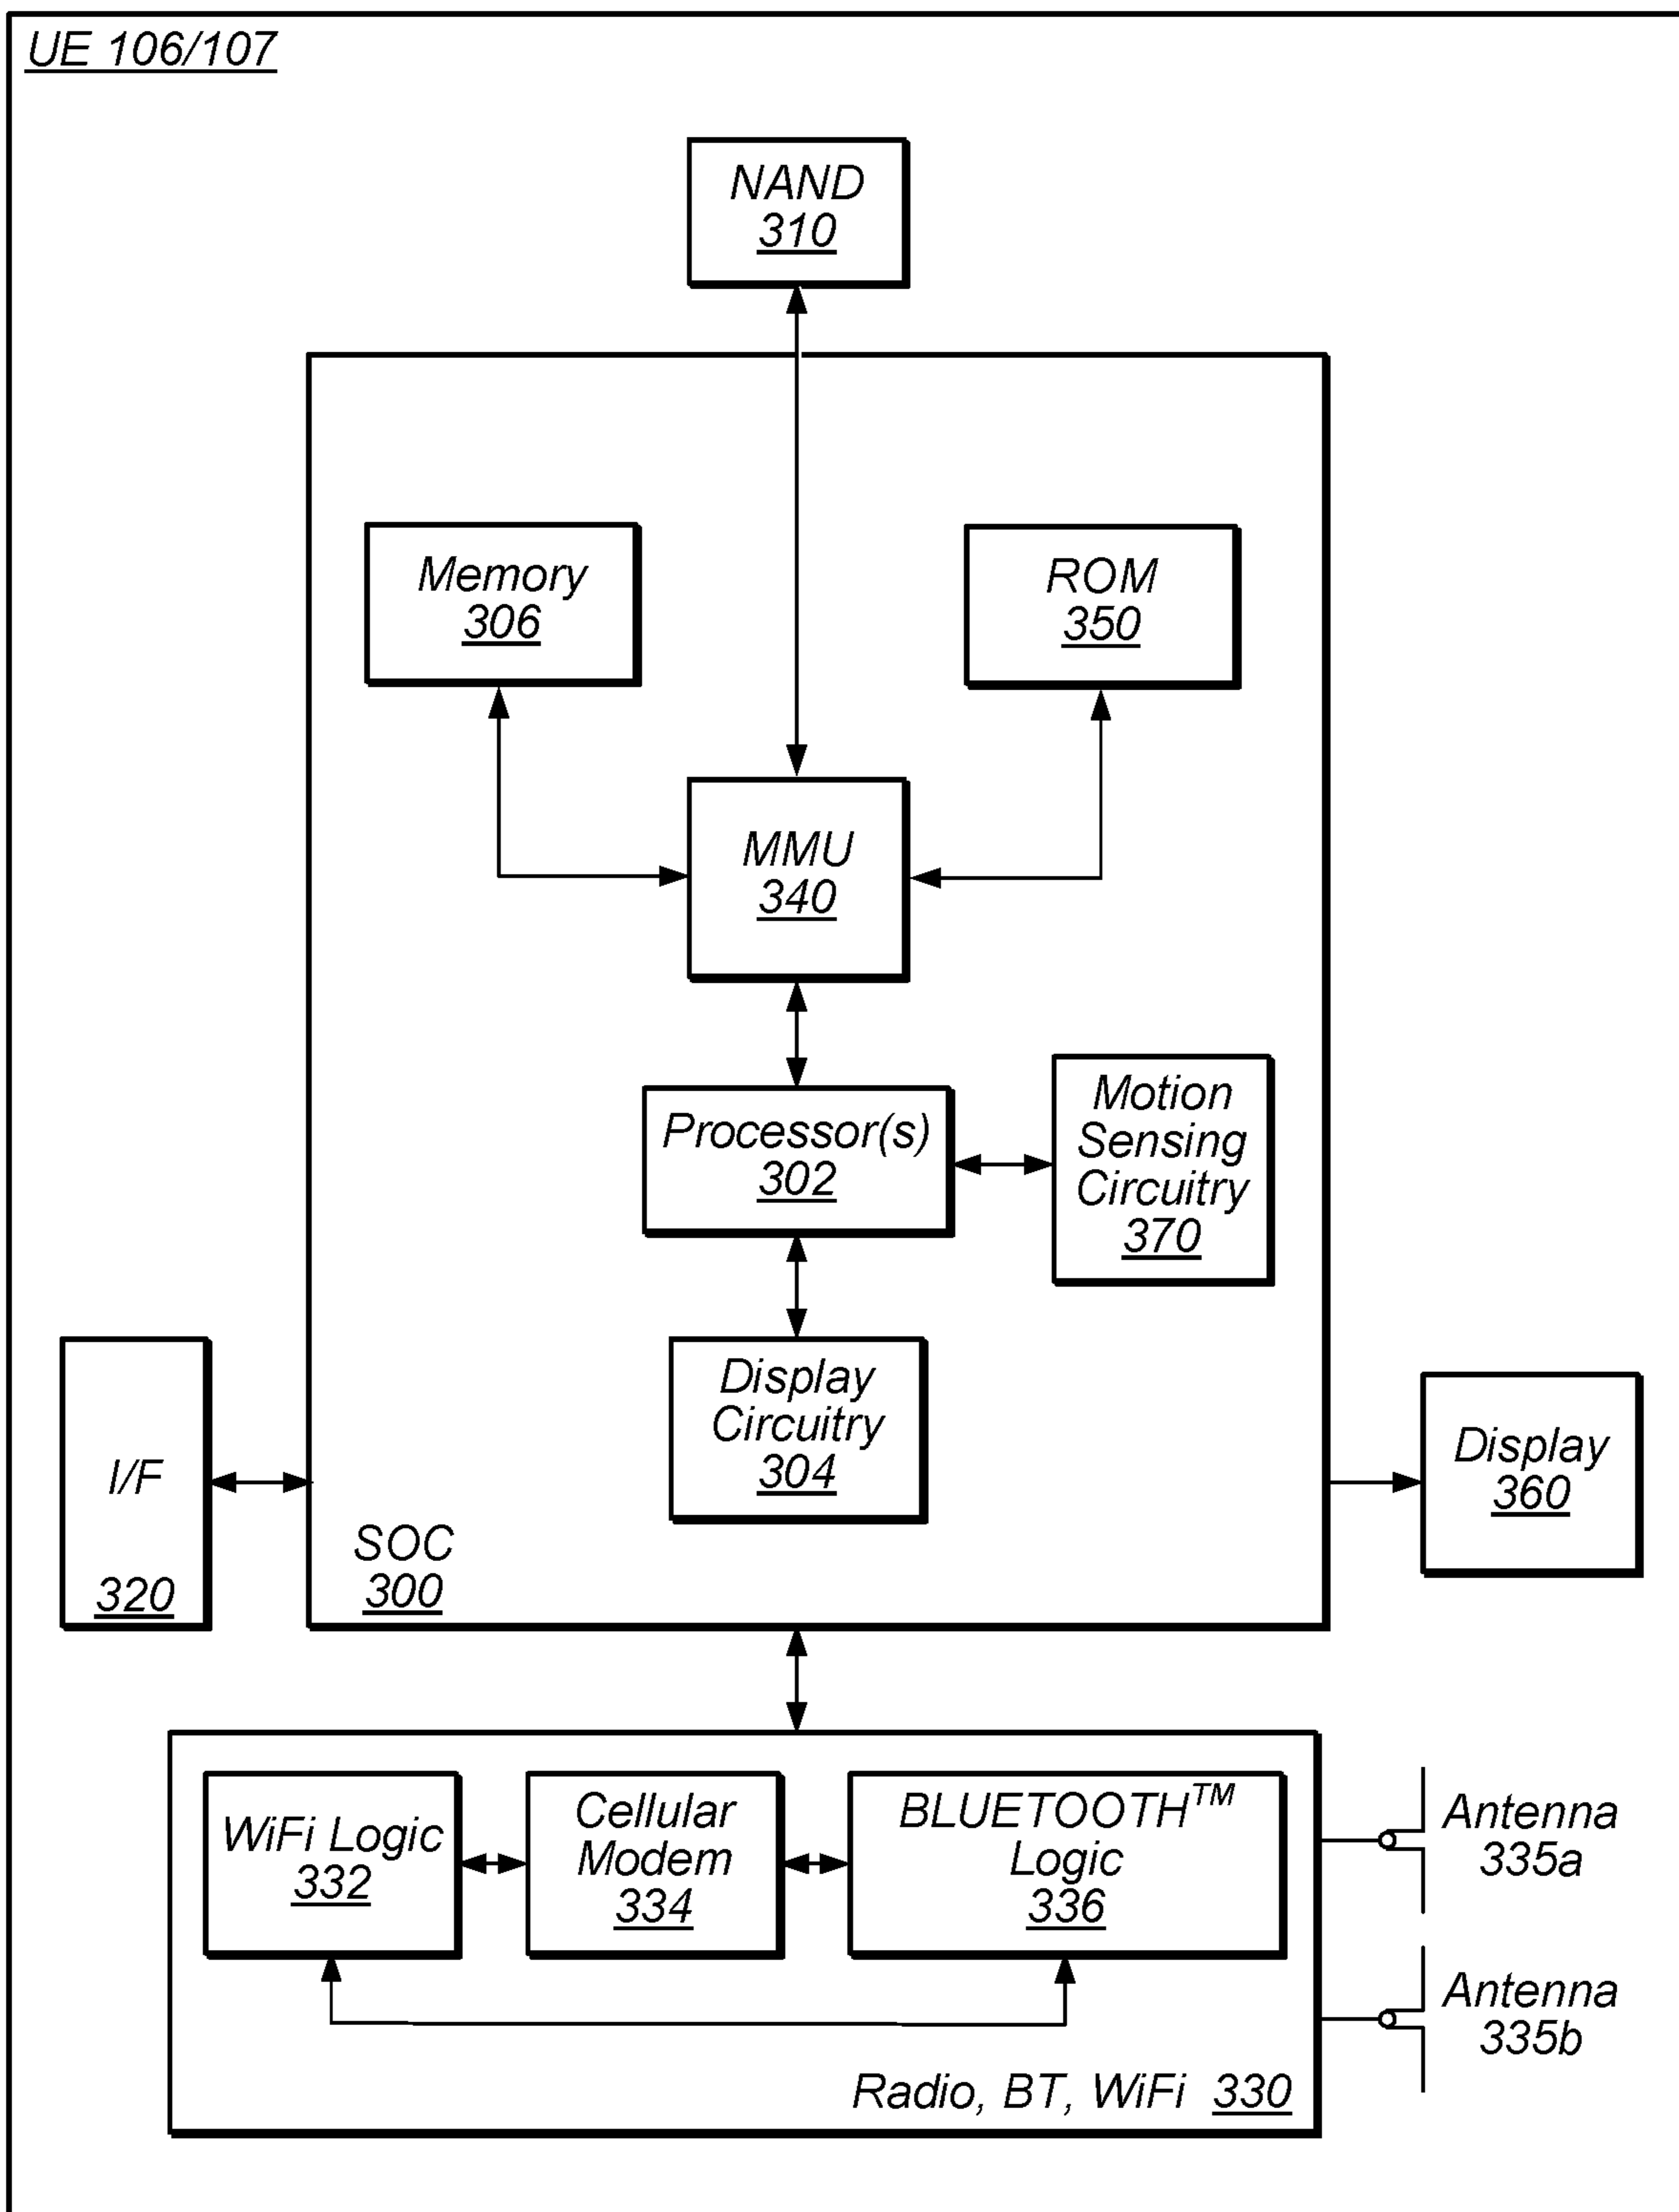 UE 106/107
NAND
310
Memory
306
ROM
350
MMU
340
Processor(s)
302
Motion
Sensing
Circuitry
370
Display
Circuitry
304
I/F
320
Display
360
SOC
300
WiFi Logic
332
Cellular
Modem
334
BLUETOOTH™
Logic
336
Antenna
335a
Antenna
335b
Radio, BT, WiFi 330